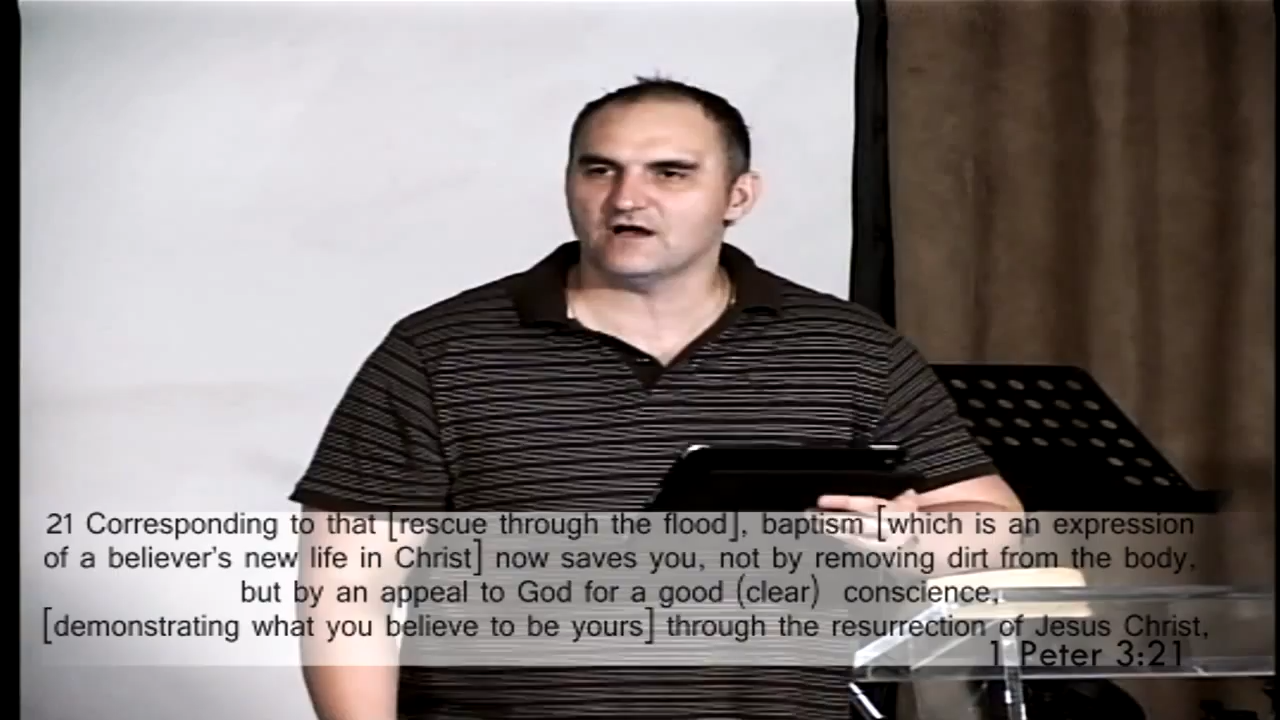 21 Corresponding to that [rescue through the flood], baptism [which is an expression
of a believer's new life in Christ] now saves you, not by removing dirt from the body,
but by an appeal to God for a good (clear) conscience,
[demonstrating what you believe to be yours] through the resurrection of Jesus Christ,
1 Peter 3:21